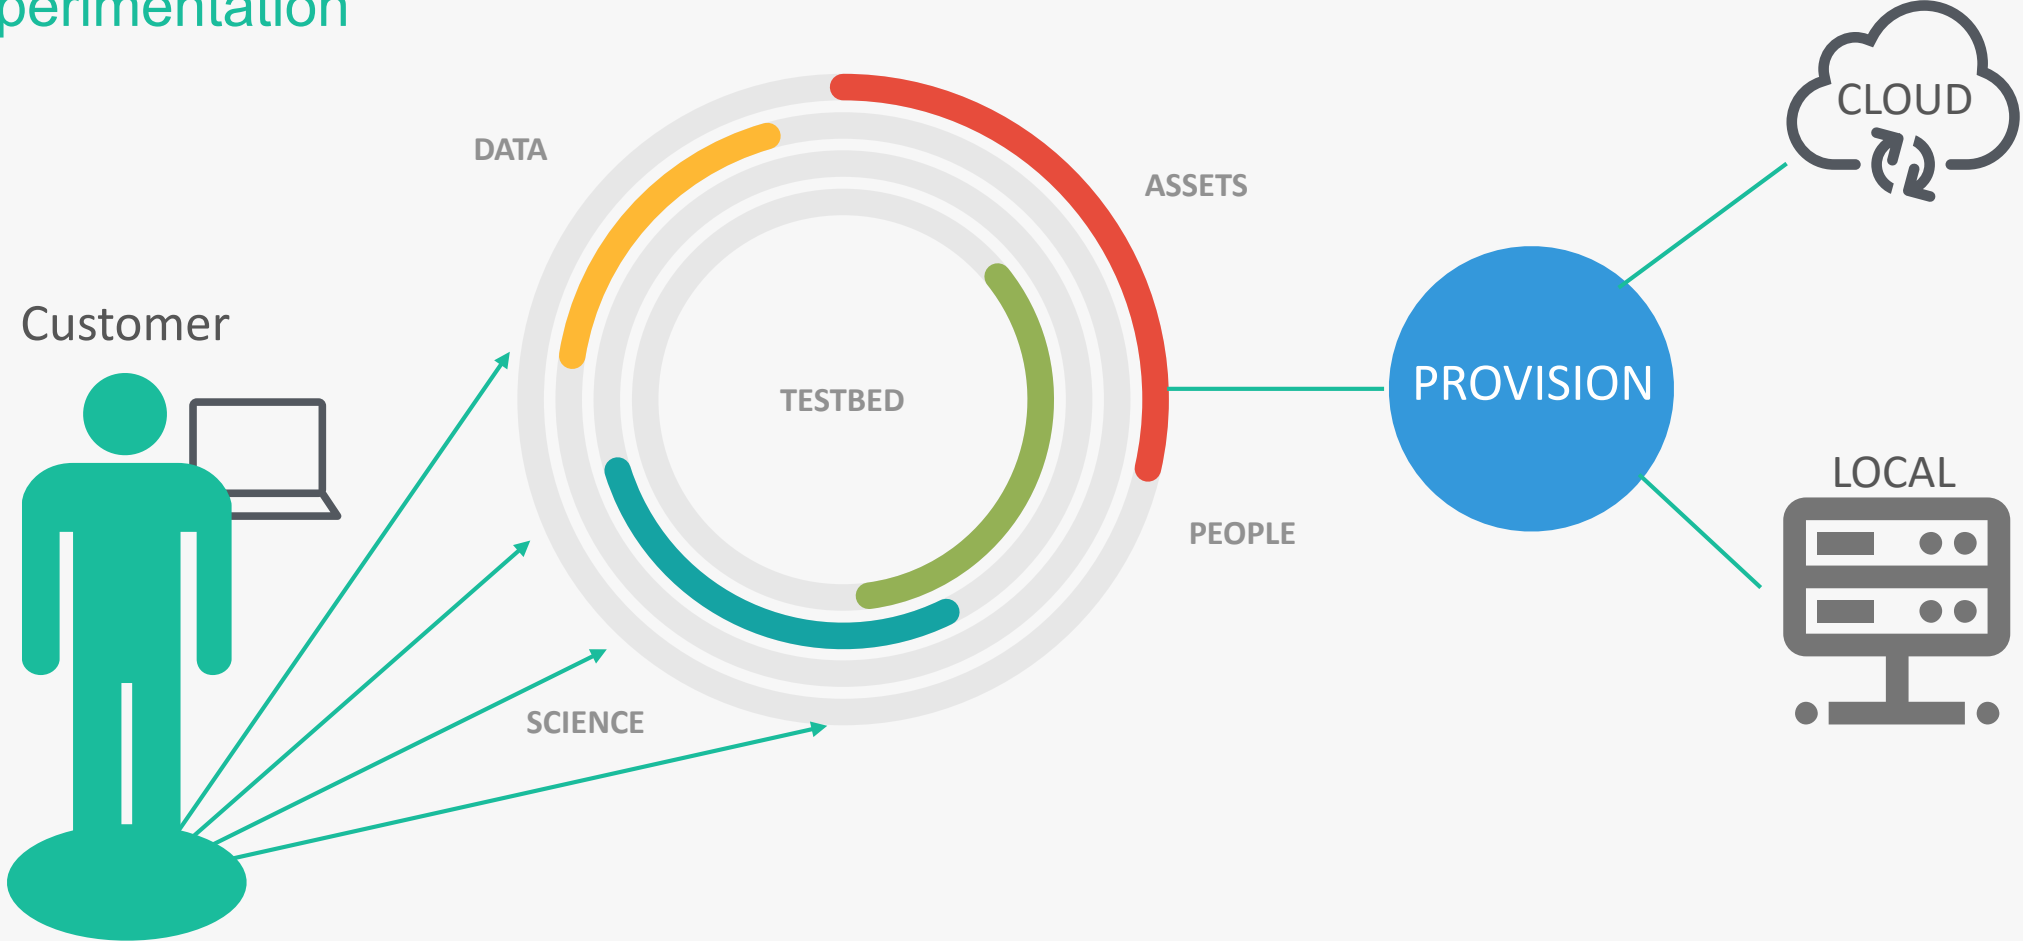 perimentation
CLOUD
DATA
ASSETS
Customer
PROVISION
TESTBED
LOCAL
PEOPLE
SCIENCE